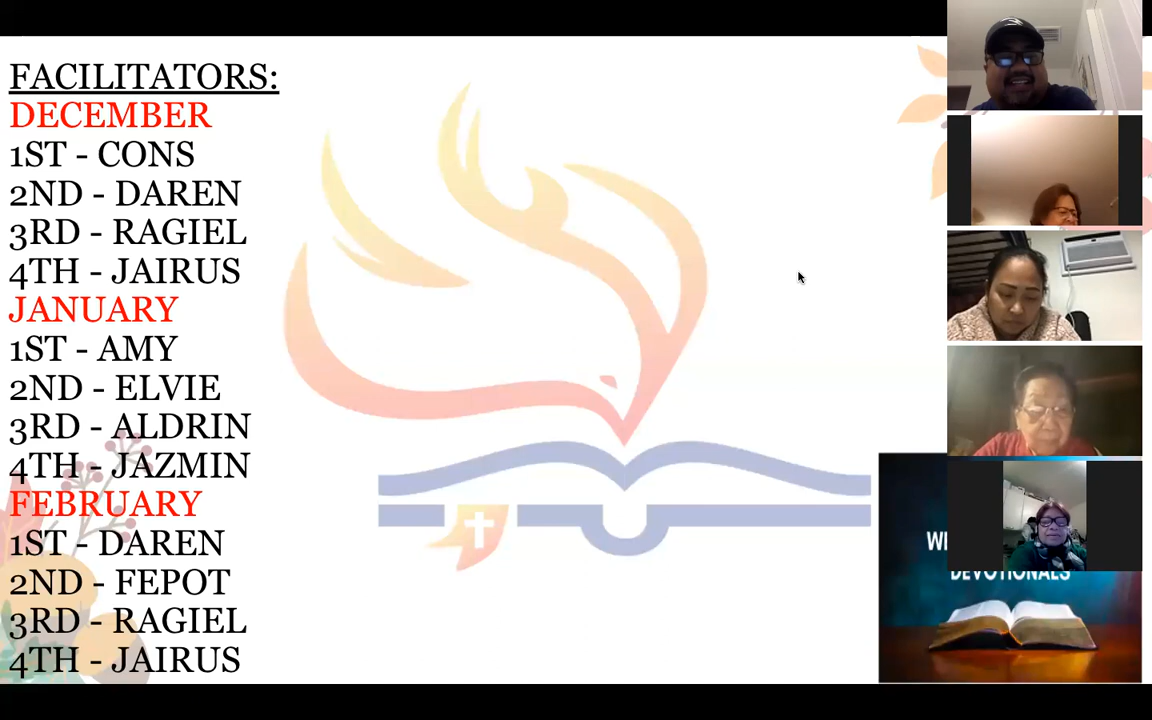 FACILITATORS:
DECEMBER
1ST - CONS
2ND - DAREN
3RD - RAGIEL
4TH - JAIRUS
JANUARY
1ST - AMY
2ND - ELVIE
3RD - ALDRIN
4TH - JAZMIN
FEBRUARY
1ST - DAREN
2ND - FEPOT
3RD - RAGIEL
4TH - JAIRUS
DEVOTIONALS